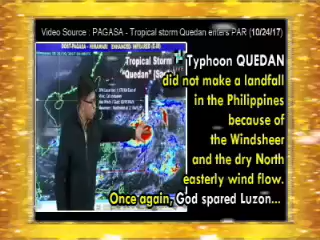 Video Source : PAGASA - Tropical storm Quedan enters PAR (10/24/17)
Tropical Storm
"Quedan"
Typhoon QUEDAN
did not make a landfall
in the Philippines
because of
the Windsheer
and the dry North
easterly wind flow.
Once again, God spared Luzon...